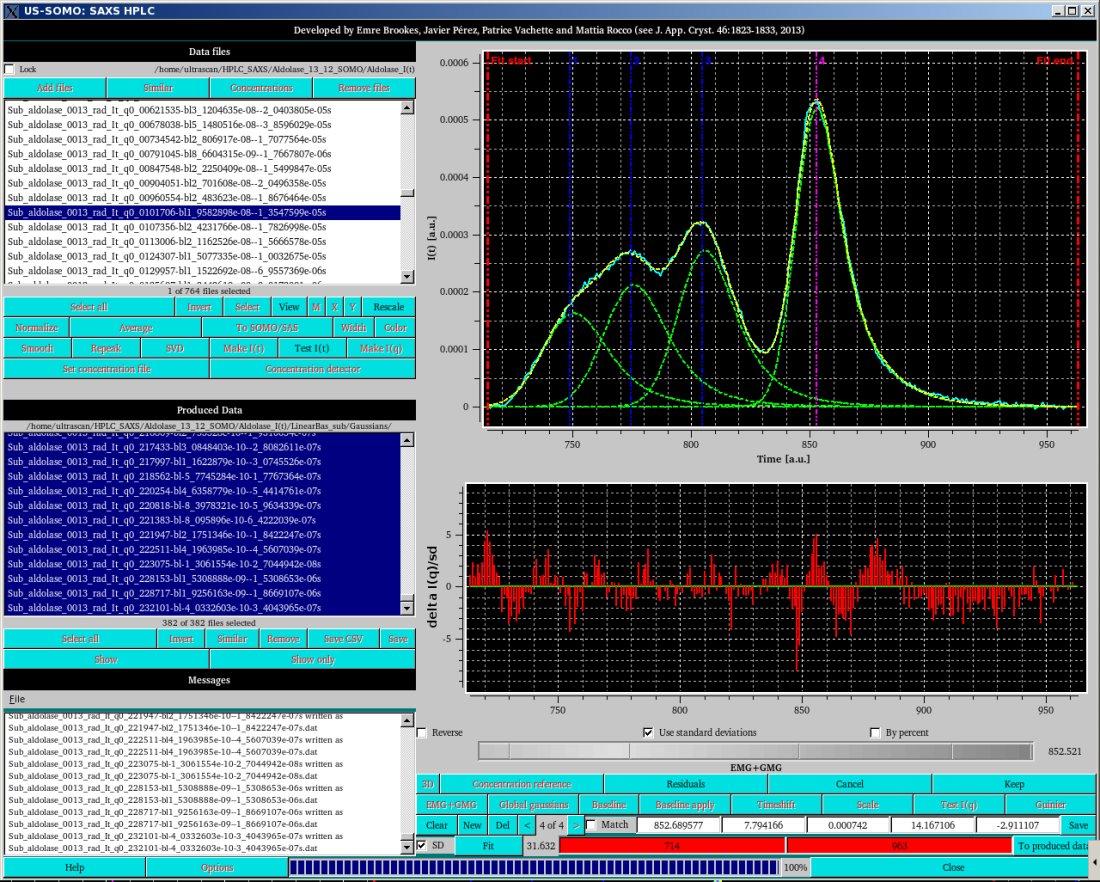 US-SOMO: SAXS HPLC
Developed by Emre Brookes, Javier Pérez, Patrice Vachette and Mattia Rocco (see J. App. Cryst. 46:1823-1833, 2013)
Data files
Lock /home/ultrascan/HPLC_SAXS/Aldolase_13_12_SOMO/Aldolase_I(t)
Add files Similar Concentrations Remove files
Sub_aldolase_0013_rad_It_q0_00621535-bl3_1204635e-08--2_0403805e-05s
Sub_aldolase_0013_rad_It_q0_00678038-bl5_1480516e-08--3_8596029e-05s
Sub_aldolase_0013_rad_It_q0_00734542-bl2_806917e-08--1_7077564e-05s
Sub_aldolase_0013_rad_It_q0_00791045-bl8_6604315e-09--1_7667807e-06s
Sub_aldolase_0013_rad_It_q0_00847548-bl2_2250409e-08--1_5499847e-05s
Sub_aldolase_0013_rad_It_q0_00904051-bl2_701608e-08--2_0496358e-05s
Sub_aldolase_0013_rad_It_q0_00960554-bl2_483623e-08--1_8676464e-05s
Sub_aldolase_0013_rad_It_q0_0101706-bl1_9582898e-08--1_3547599e-05s
Sub_aldolase_0013_rad_It_q0_0107356-bl2_4231766e-08--1_7826998e-05s
Sub_aldolase_0013_rad_It_q0_0113006-bl2_1162526e-08--1_5666578e-05s
Sub_aldolase_0013_rad_It_q0_0124307-bl1_5077335e-08--1_0032675e-05s
Sub_aldolase_0013_rad_It_q0_0129957-bl1_1522692e-08--6_9557369e-06s
1 of 764 files selected
Select all Invert Select View M X Y Rescale
Normalize Average To SOMO/SAS Width Color
Smooth Repeak SVD Make I(t) Test I(t) Make I(q)
Set concentration file Concentration detector
Produced Data
/home/ultrascan/HPLC_SAXS/Aldolase_13_12_SOMO/Aldolase_I(t)/LinearBas_sub/Gaussians/
Sub_aldolase_0013_rad_It_q0_217433-bl3_0848403e-10--2_8082611e-07s
Sub_aldolase_0013_rad_It_q0_217997-bl1_1622879e-10--3_0745526e-07s
Sub_aldolase_0013_rad_It_q0_218562-bl-5_7745284e-10-1_7767364e-07s
Sub_aldolase_0013_rad_It_q0_220254-bl4_6358779e-10--5_4414761e-07s
Sub_aldolase_0013_rad_It_q0_220818-bl-8_3978321e-10-5_9634339e-07s
Sub_aldolase_0013_rad_It_q0_221383-bl-8_095896e-10-6_4222039e-07s
Sub_aldolase_0013_rad_It_q0_221947-bl2_1751346e-10--1_8422247e-07s
Sub_aldolase_0013_rad_It_q0_222511-bl4_1963985e-10--4_5607039e-07s
Sub_aldolase_0013_rad_It_q0_223075-bl-1_3061554e-10-2_7044942e-08s
Sub_aldolase_0013_rad_It_q0_228153-bl1_5308888e-09--1_5308653e-06s
Sub_aldolase_0013_rad_It_q0_228717-bl1_9256163e-09--1_8669107e-06s
Sub_aldolase_0013_rad_It_q0_232101-bl-4_0332603e-10-3_4043965e-07s
382 of 382 files selected
Select all Invert Similar Remove Save CSV Save
Show Show only
Messages
File
Sub_aldolase_0013_rad_It_q0_221947-bl2_1751346e-10--1_8422247e-07s written as
Sub_aldolase_0013_rad_It_q0_221947-bl2_1751346e-10--1_8422247e-07s.dat
Sub_aldolase_0013_rad_It_q0_222511-bl4_1963985e-10--4_5607039e-07s written as
Sub_aldolase_0013_rad_It_q0_222511-bl4_1963985e-10--4_5607039e-07s.dat
Sub_aldolase_0013_rad_It_q0_223075-bl-1_3061554e-10-2_7044942e-08s written as
Sub_aldolase_0013_rad_It_q0_223075-bl-1_3061554e-10-2_7044942e-08s.dat
Sub_aldolase_0013_rad_It_q0_228153-bl1_5308888e-09--1_5308653e-06s written as
Sub_aldolase_0013_rad_It_q0_228153-bl1_5308888e-09--1_5308653e-06s.dat
Sub_aldolase_0013_rad_It_q0_228717-bl1_9256163e-09--1_8669107e-06s written as
Sub_aldolase_0013_rad_It_q0_228717-bl1_9256163e-09--1_8669107e-06s.dat
Sub_aldolase_0013_rad_It_q0_232101-bl-4_0332603e-10-3_4043965e-07s written as
Sub_aldolase_0013_rad_It_q0_232101-bl-4_0332603e-10-3_4043965e-07s.dat
Help Options 100% Close
Fit start 4 Fit end
0.0006
0.0005
0.0004
0.0003
0.0002
0.0001
0
I(t) [a.u.]
750 800 850 900 950
Time [a.u.]
5
0
-5
delta I(q)/sd
750 800 850 900 950
Reverse Use standard deviations By percent
852.521
EMG+GMG
3D Concentration reference Residuals Cancel Keep
EMG+GMG Global gaussians Baseline Baseline apply Timeshift Scale Test I(q) Guinier
Clear New Del < 4 of 4 > Match 852.689577 7.794166 0.000742 14.167106 -2.911107 Save
SD Fit 31.632 714 963 To produced data